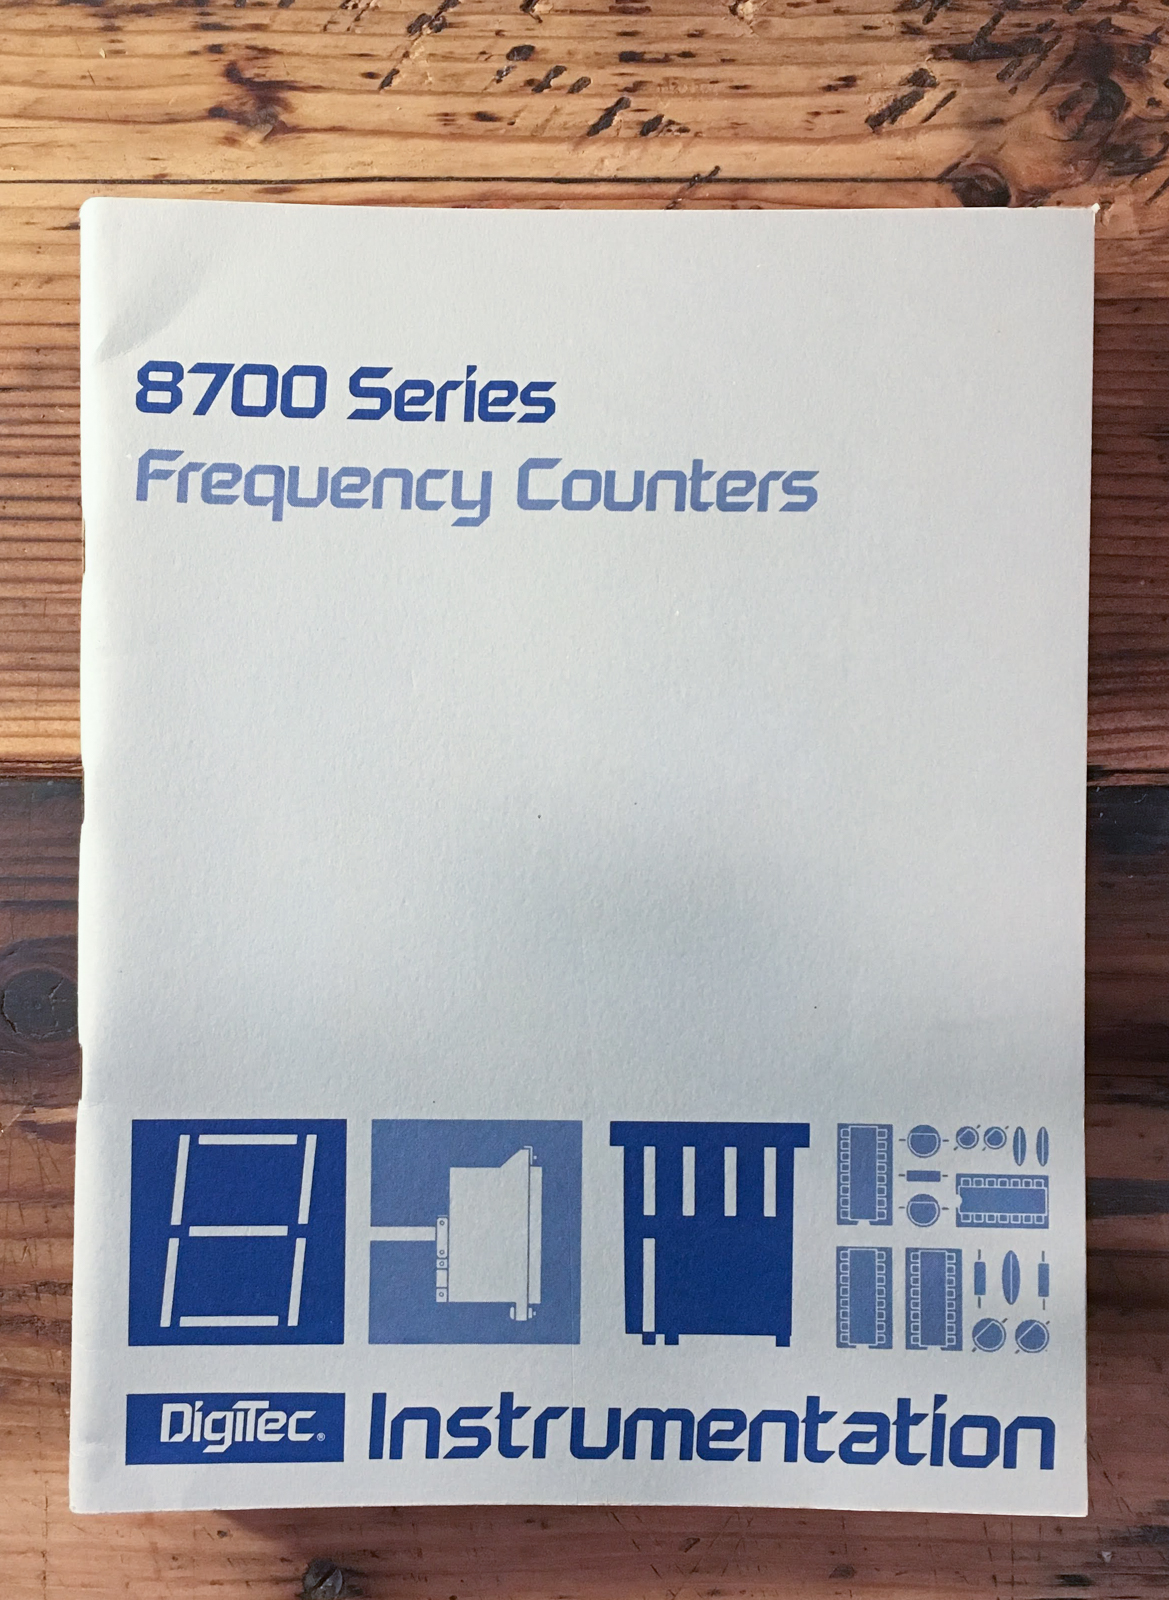 8700 Series
Frequency Counters
DigiTec® Instrumentation